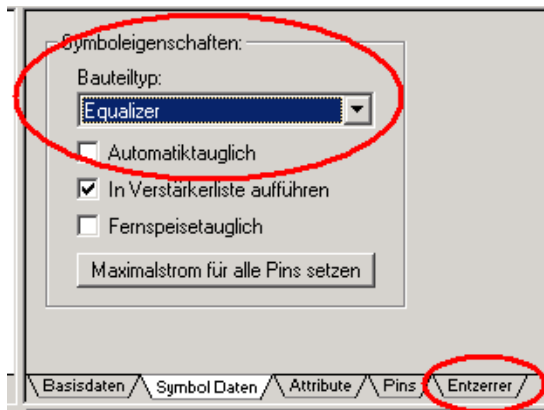 Symboleigenschaften:
Bauteiltyp:
Equalizer
Automatiktauglich
In Verstärkerliste aufführen
Fernspeisetauglich
Maximalstrom für alle Pins setzen
Basisdaten Symbol Daten Attribute Pins Entzerrer